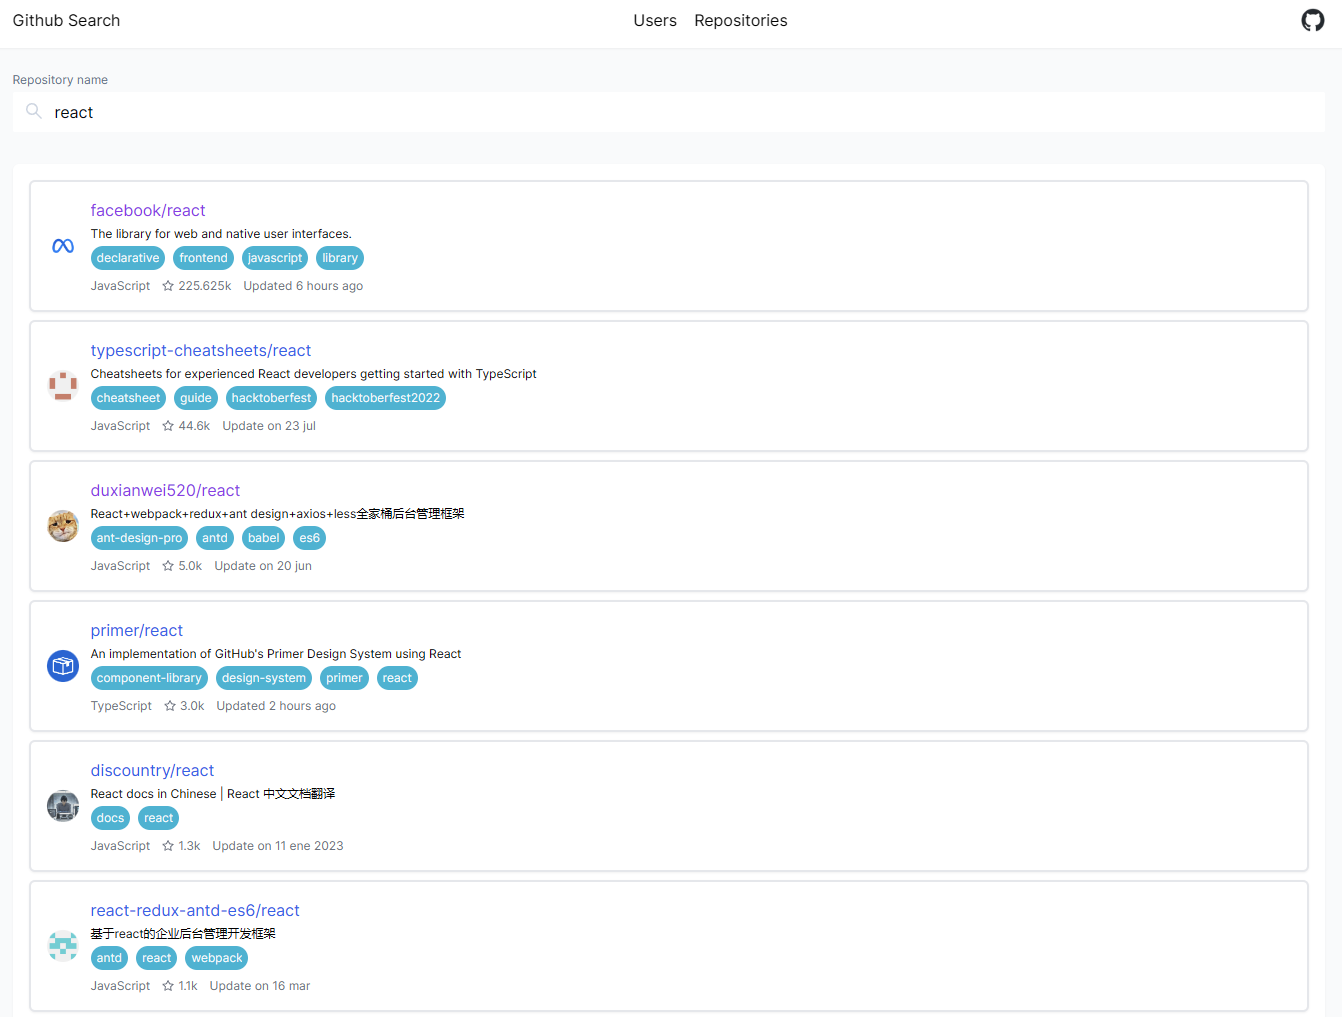 Github Search
Users Repositories
Repository name
react
facebook/react
The library for web and native user interfaces.
declarative frontend javascript library
JavaScript 225.625k Updated 6 hours ago
typescript-cheatsheets/react
Cheatsheets for experienced React developers getting started with TypeScript
cheatsheet guide hacktoberfest hacktoberfest2022
JavaScript 44.6k Update on 23 jul
duxianwei520/react
React+webpack+redux+ant design+axios+less全家桶后台管理框架
ant-design-pro antd babel es6
JavaScript 5.0k Update on 20 jun
primer/react
An implementation of GitHub's Primer Design System using React
component-library design-system primer react
TypeScript 3.0k Updated 2 hours ago
discountry/react
React docs in Chinese | React 中文文档翻译
docs react
JavaScript 1.3k Update on 11 ene 2023
react-redux-antd-es6/react
基于react的企业后台管理开发框架
antd react webpack
JavaScript 1.1k Update on 16 mar